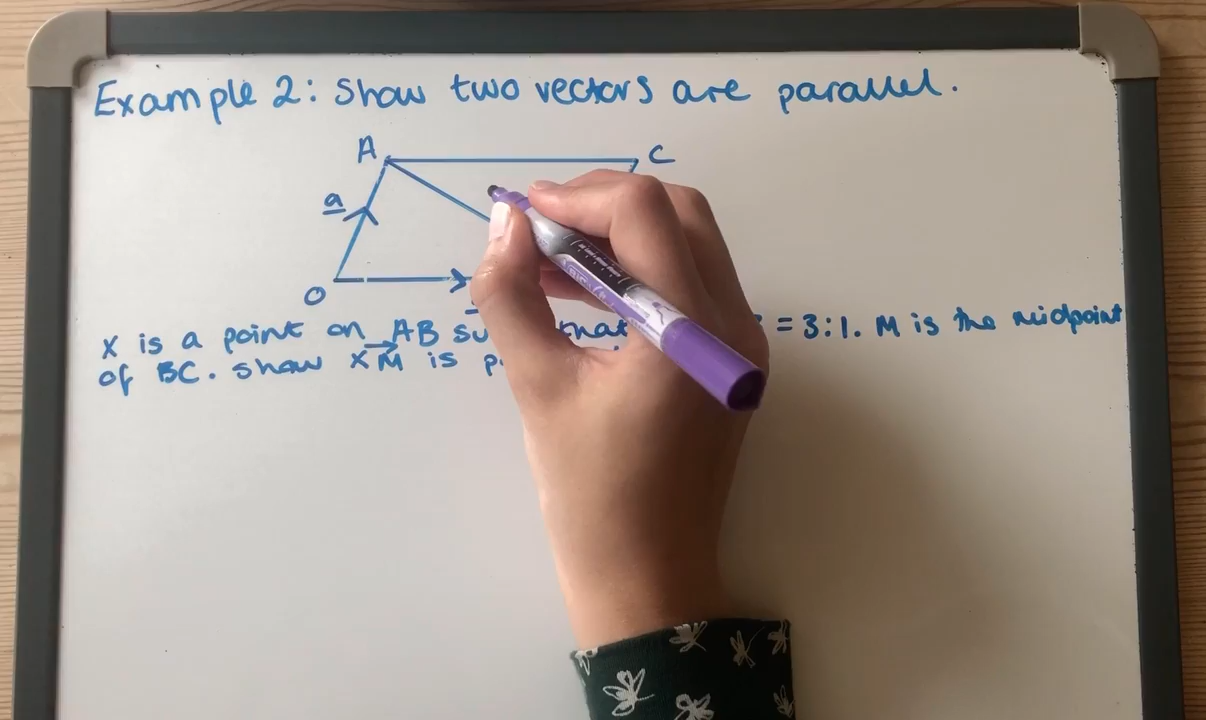 Example 2: Show two vectors are parallel.
A C
a
O
X is a point on AB su that = 3:1. M is the midpoint
of BC. show XM is p